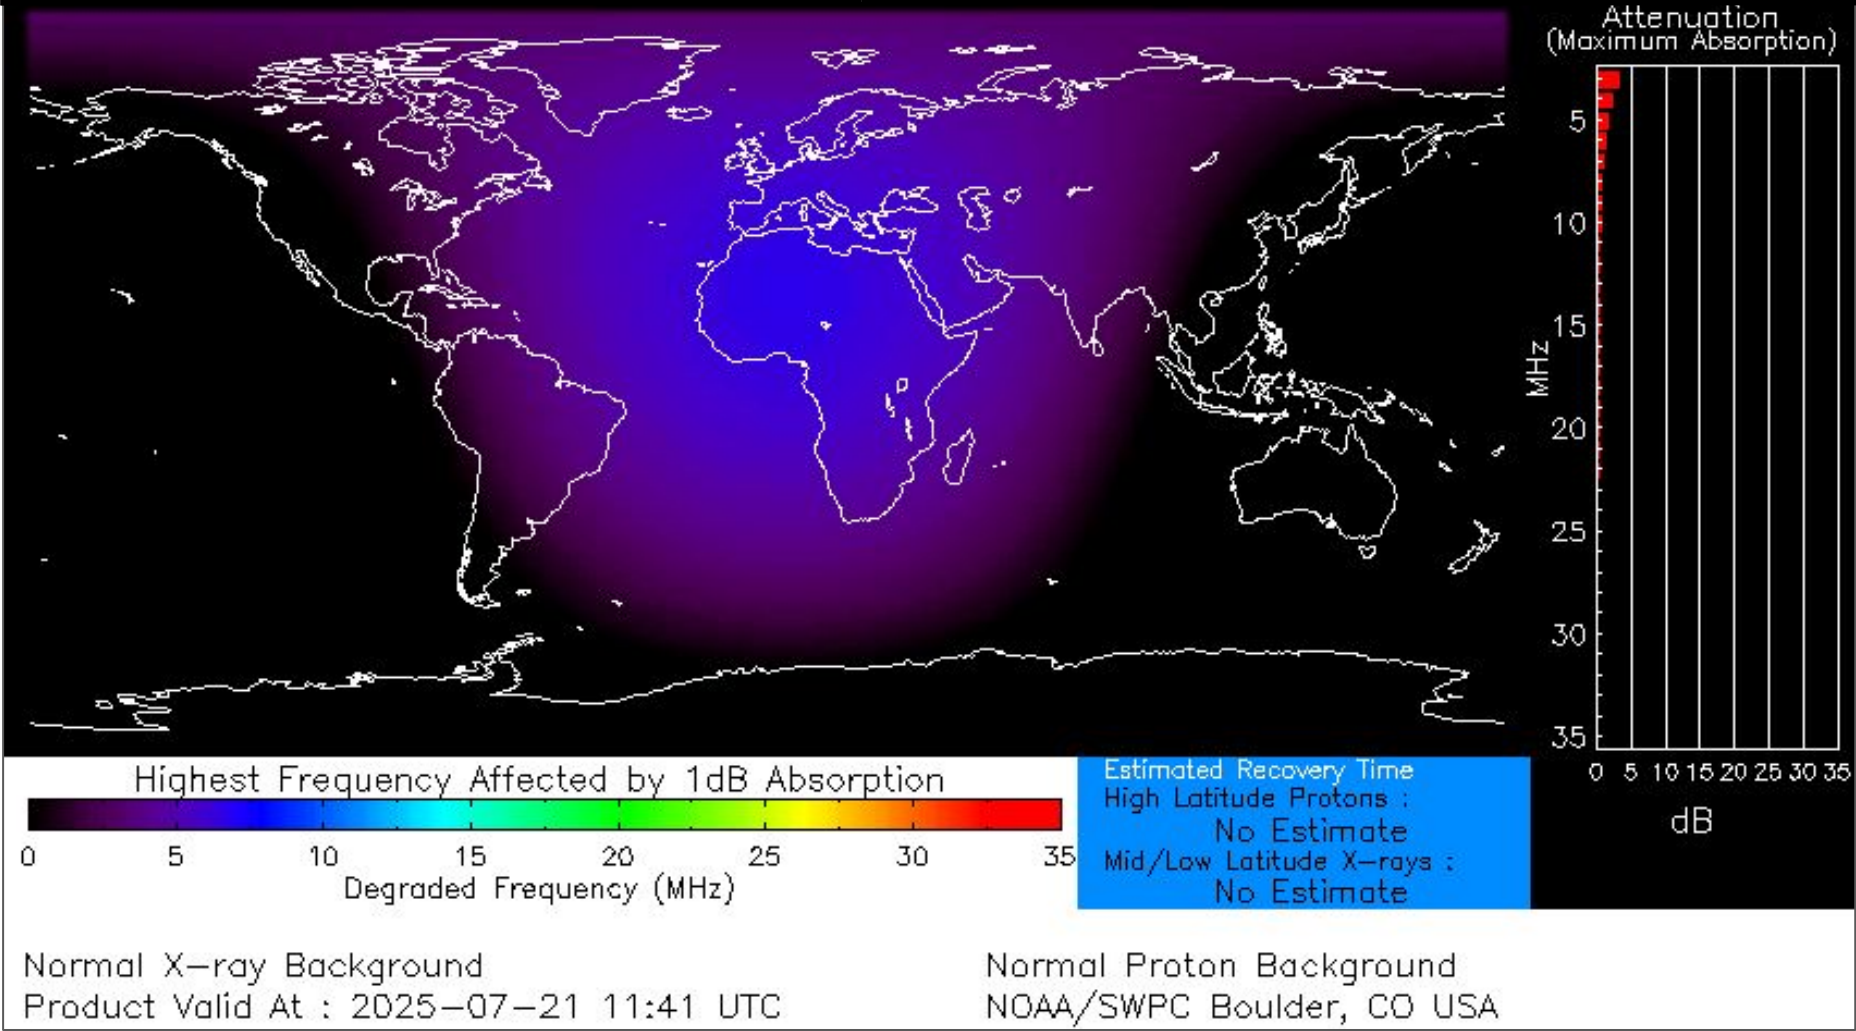 Attenuation
(Maximum Absorption)
5
10
15
20
25
30
35
MHz
0 5 10 15 20 25 30 35
dB
Highest Frequency Affected by 1dB Absorption
0 5 10 15 20 25 30 35
Degraded Frequency (MHz)
Estimated Recovery Time
High Latitude Protons :
No Estimate
Mid/Low Latitude X-rays :
No Estimate
Normal X-ray Background
Product Valid At : 2025-07-21 11:41 UTC
Normal Proton Background
NOAA/SWPC Boulder, CO USA